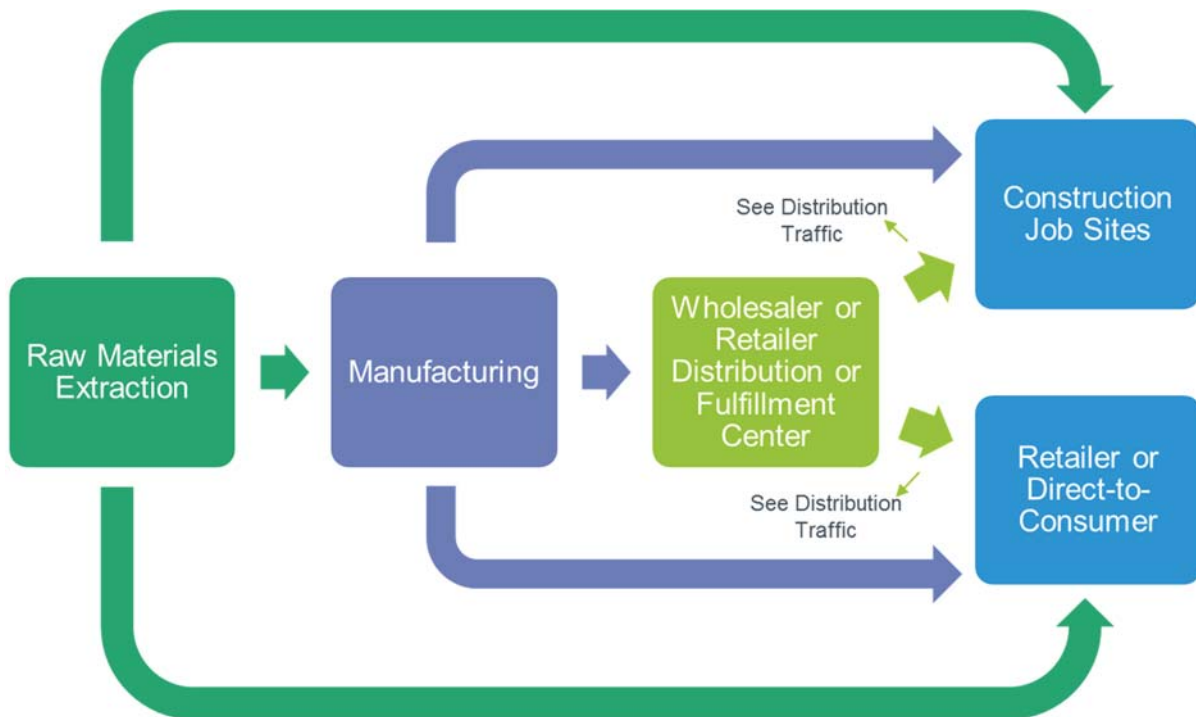 Raw Materials
Extraction
Manufacturing
Wholesaler or
Retailer
Distribution or
Fulfillment
Center
See Distribution
Traffic
See Distribution
Traffic
Construction
Job Sites
Retailer or
Direct-to-
Consumer